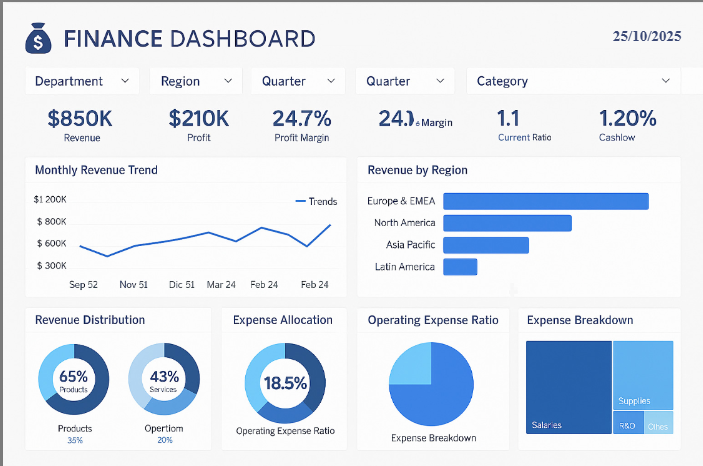 FINANCE DASHBOARD
25/10/2025
Department
Region
Quarter
Quarter
Category
$850K
Revenue
$210K
Profit
24.7%
Profit Margin
Margin
1.1
Current Ratio
1.20%
Cashlow
Monthly Revenue Trend
$1 200K
$ 800K
$ 600K
$ 300K
Trends
Sep 52 Nov 51 Dic 51 Mar 24 Feb 24 Feb 24
Revenue by Region
Europe & EMEA
North America
Asia Pacific
Latin America
Revenue Distribution
65%
Products
Products
35%
43%
Services
Opertiom
20%
Expense Allocation
18.5%
Operating Expense Ratio
Operating Expense Ratio
Expense Breakdown
Expense Breakdown
Salaries
Supplies
R&D